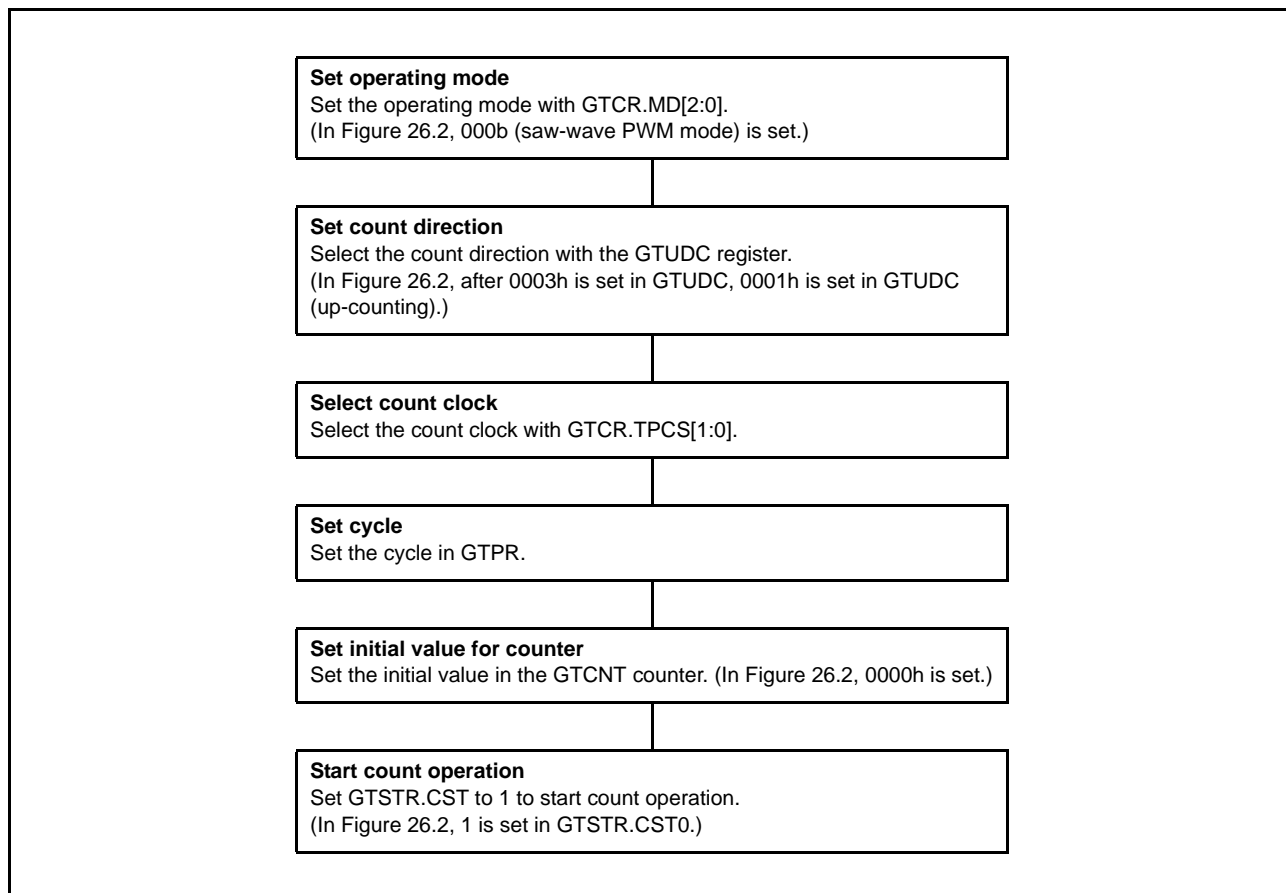 Set operating mode
Set the operating mode with GTCR.MD[2:0].
(In Figure 26.2, 000b (saw-wave PWM mode) is set.)
Set count direction
Select the count direction with the GTUDC register.
(In Figure 26.2, after 0003h is set in GTUDC, 0001h is set in GTUDC
(up-counting).)
Select count clock
Select the count clock with GTCR.TPCS[1:0].
Set cycle
Set the cycle in GTPR.
Set initial value for counter
Set the initial value in the GTCNT counter. (In Figure 26.2, 0000h is set.)
Start count operation
Set GTSTR.CST to 1 to start count operation.
(In Figure 26.2, 1 is set in GTSTR.CST0.)